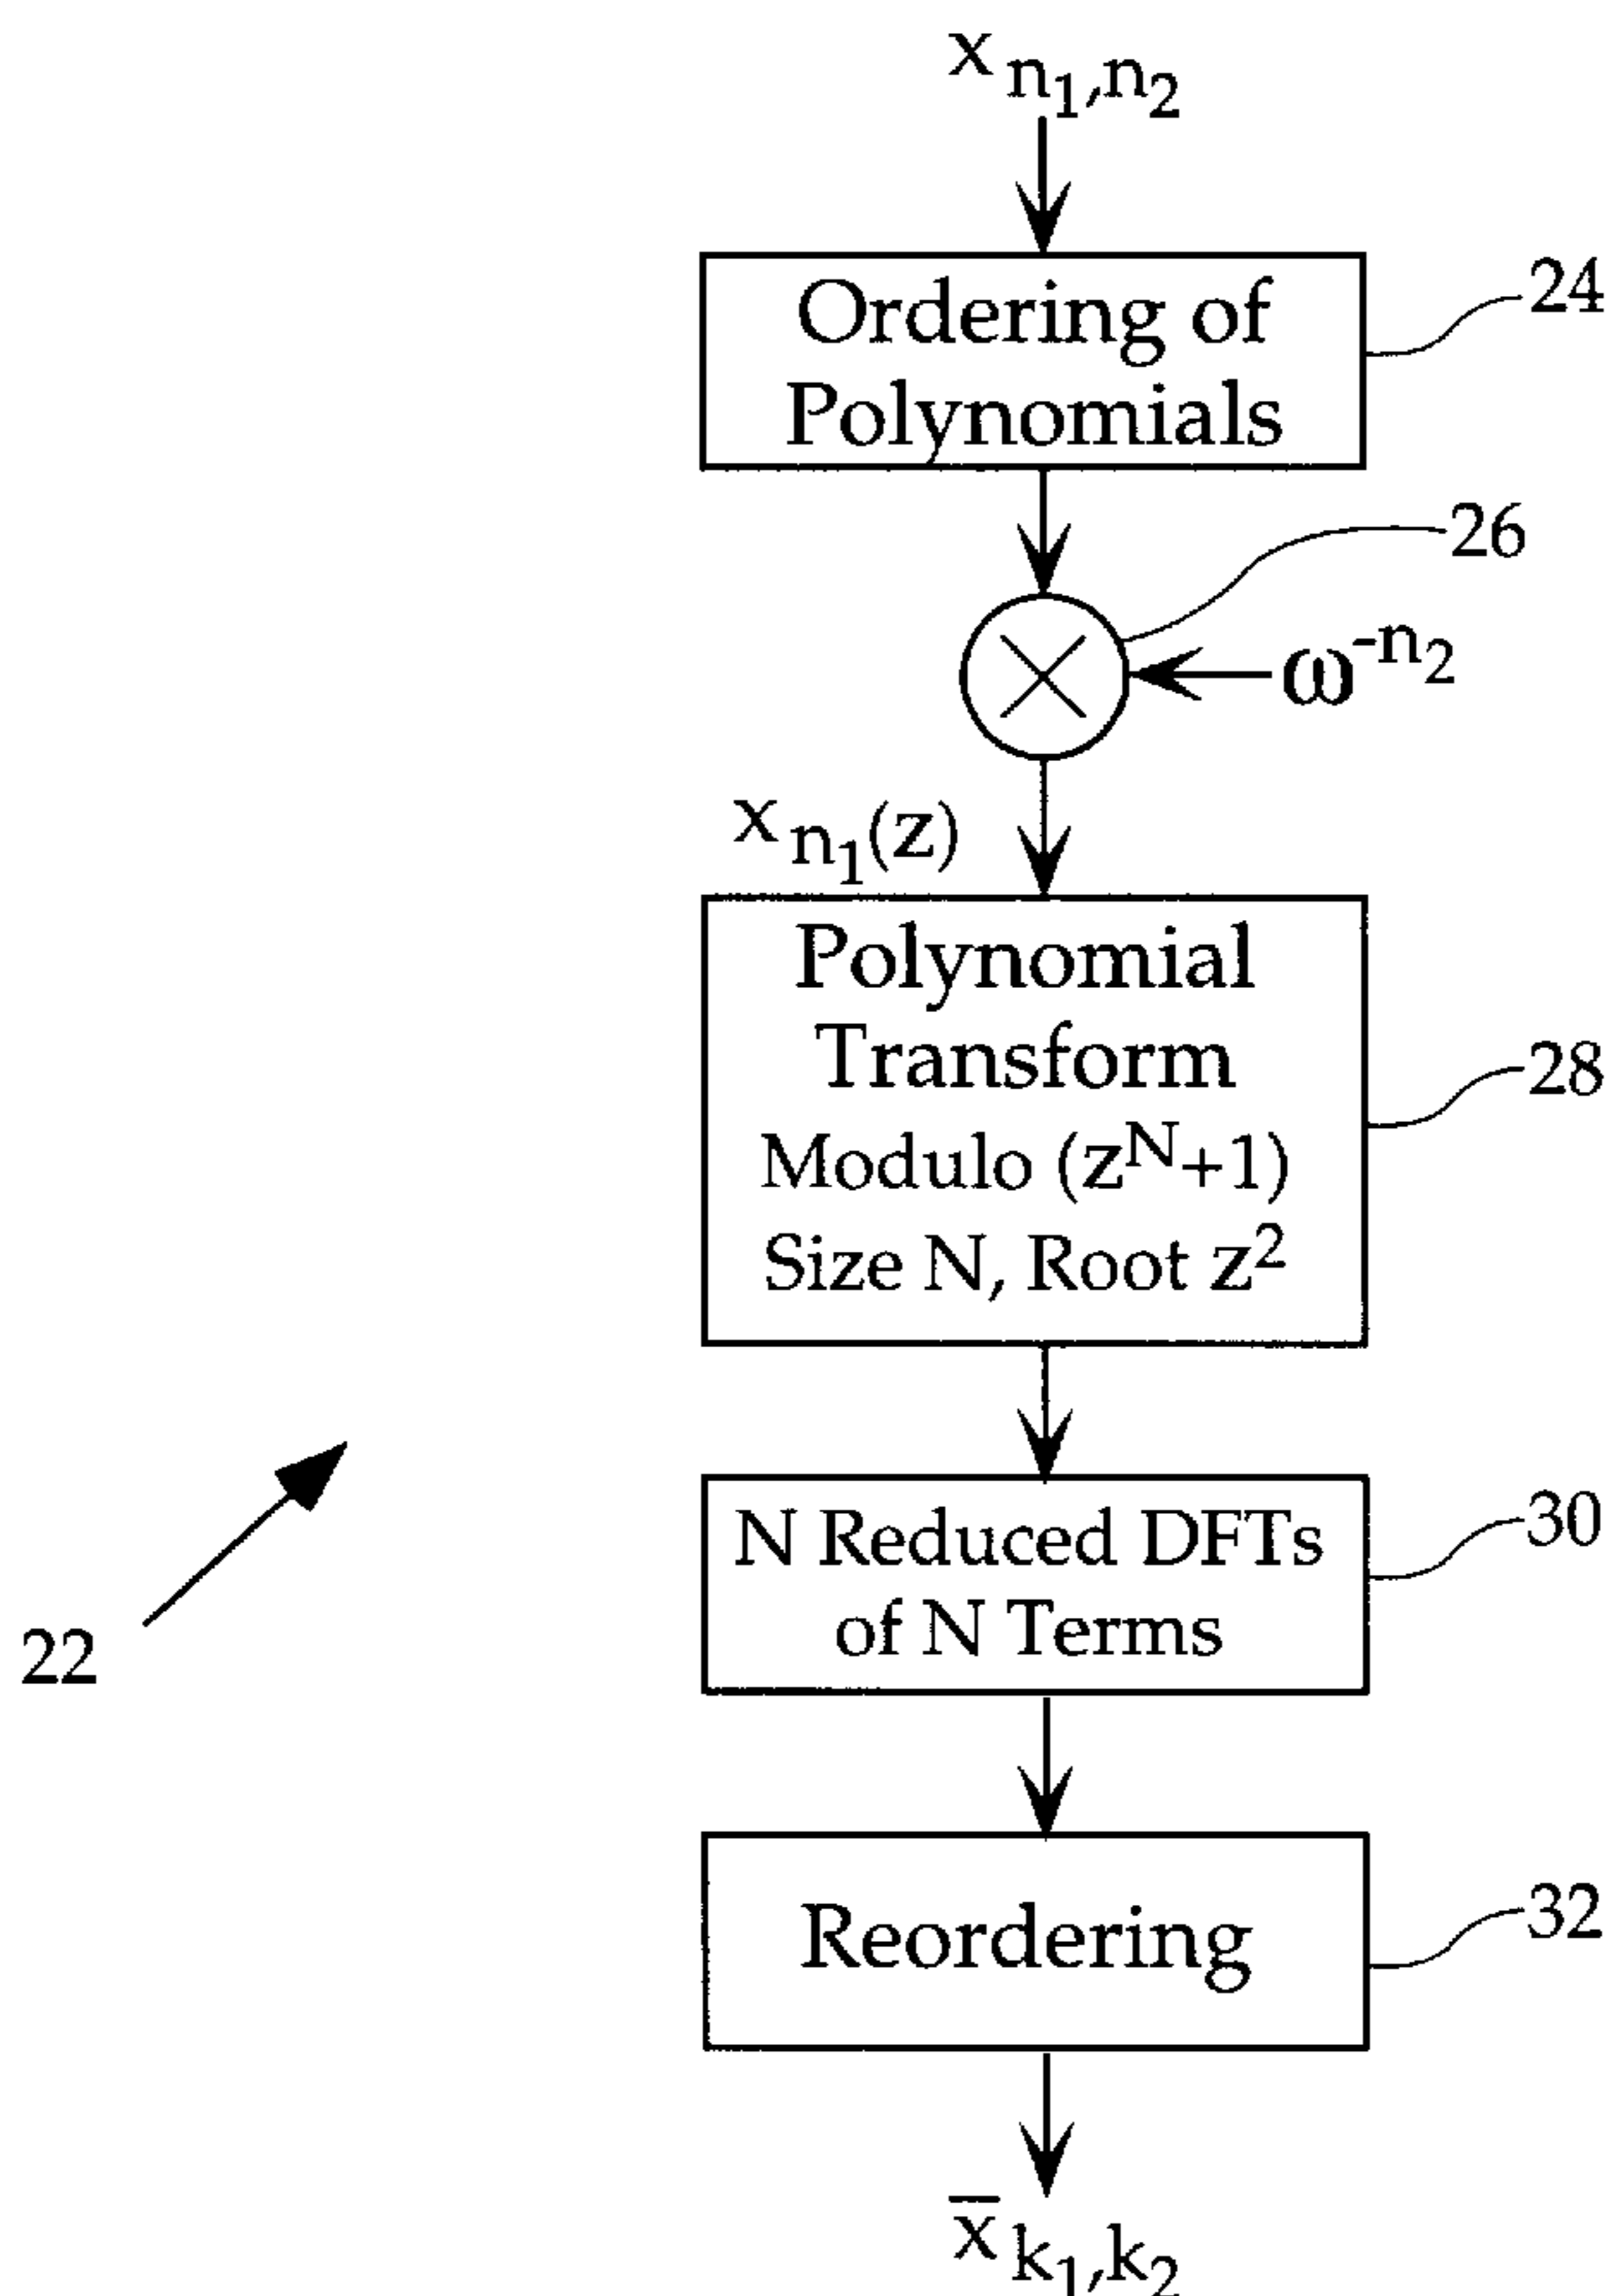 x n₁,n₂
Ordering of
Polynomials
24
26
ω⁻ⁿ₂
x n₁(z)
Polynomial
Transform
Modulo (zᴺ+1)
Size N, Root z²
28
N Reduced DFTs
of N Terms
30
22
Reordering
32
x̄ k₁,k₂